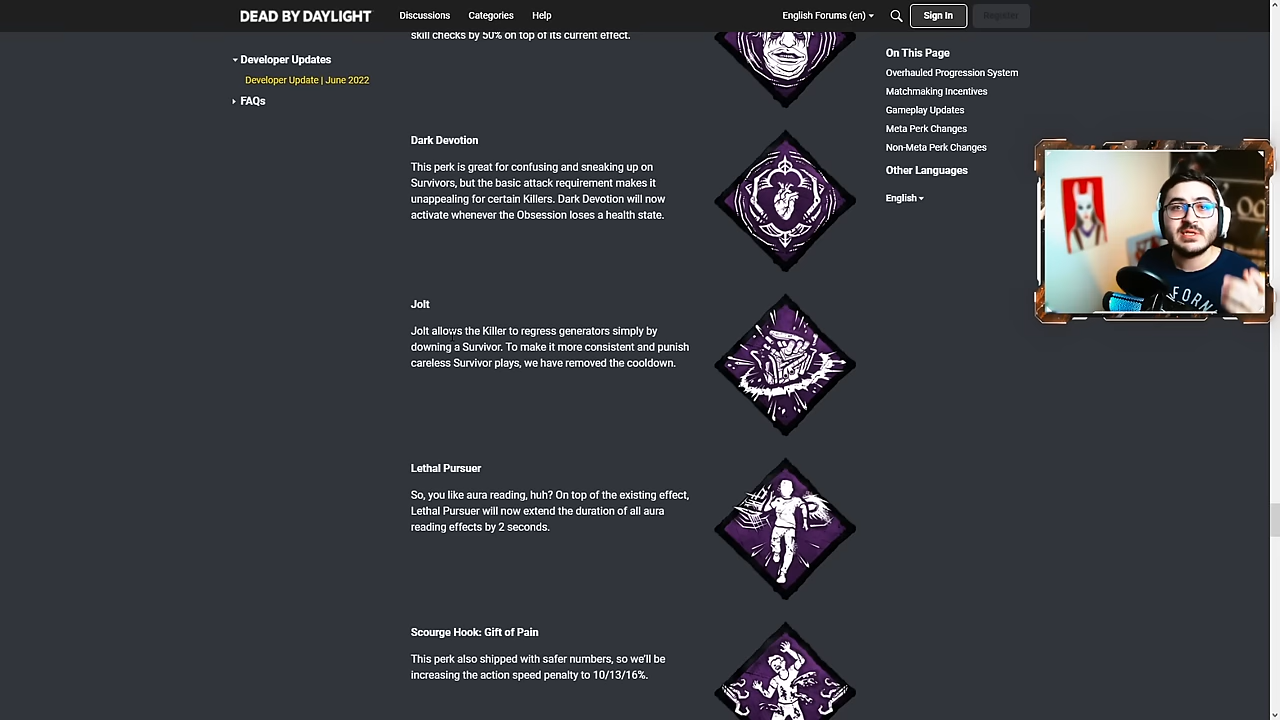 DEAD BY DAYLIGHT
Discussions
Categories
Help
English Forums (en)
Sign In
Register
Developer Updates
Developer Update | June 2022
FAQs
skill checks by 50% on top of its current effect.
Dark Devotion
This perk is great for confusing and sneaking up on
Survivors, but the basic attack requirement makes it
unappealing for certain Killers. Dark Devotion will now
activate whenever the Obsession loses a health state.
Jolt
Jolt allows the Killer to regress generators simply by
downing a Survivor. To make it more consistent and punish
careless Survivor plays, we have removed the cooldown.
Lethal Pursuer
So, you like aura reading, huh? On top of the existing effect,
Lethal Pursuer will now extend the duration of all aura
reading effects by 2 seconds.
Scourge Hook: Gift of Pain
This perk also shipped with safer numbers, so we'll be
increasing the action speed penalty to 10/13/16%.
On This Page
Overhauled Progression System
Matchmaking Incentives
Gameplay Updates
Meta Perk Changes
Non-Meta Perk Changes
Other Languages
English
FORN